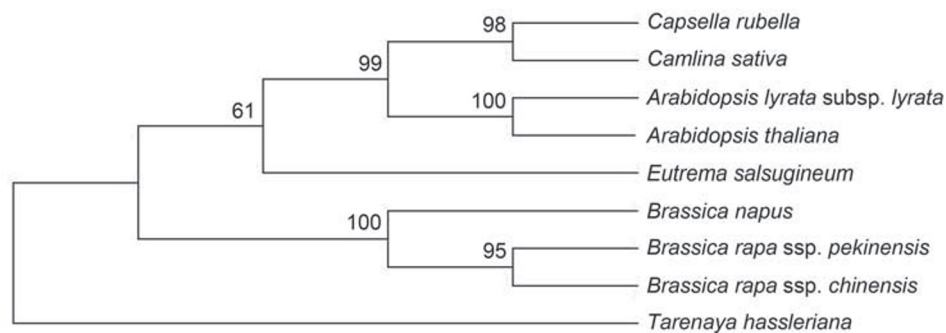 98
Capsella rubella
Camlina sativa
99
100
Arabidopsis lyrata subsp. lyrata
Arabidopsis thaliana
61
Eutrema salsugineum
100
Brassica napus
95
Brassica rapa ssp. pekinensis
Brassica rapa ssp. chinensis
Tarenaya hassleriana